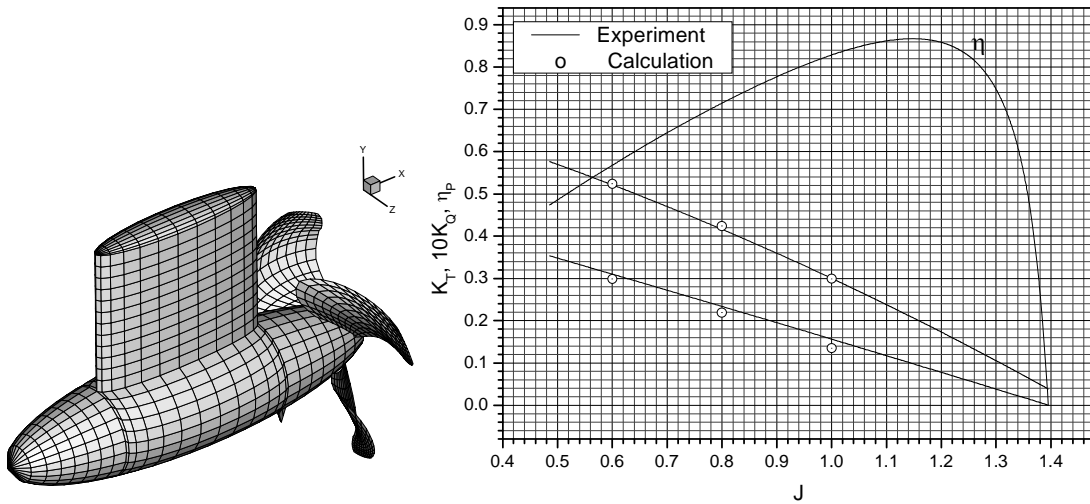 Y
X
Z
Experiment
Calculation
η
K_T, 10K_Q, η_P
0.9
0.8
0.7
0.6
0.5
0.4
0.3
0.2
0.1
0.0
0.4 0.5 0.6 0.7 0.8 0.9 1.0 1.1 1.2 1.3 1.4
J